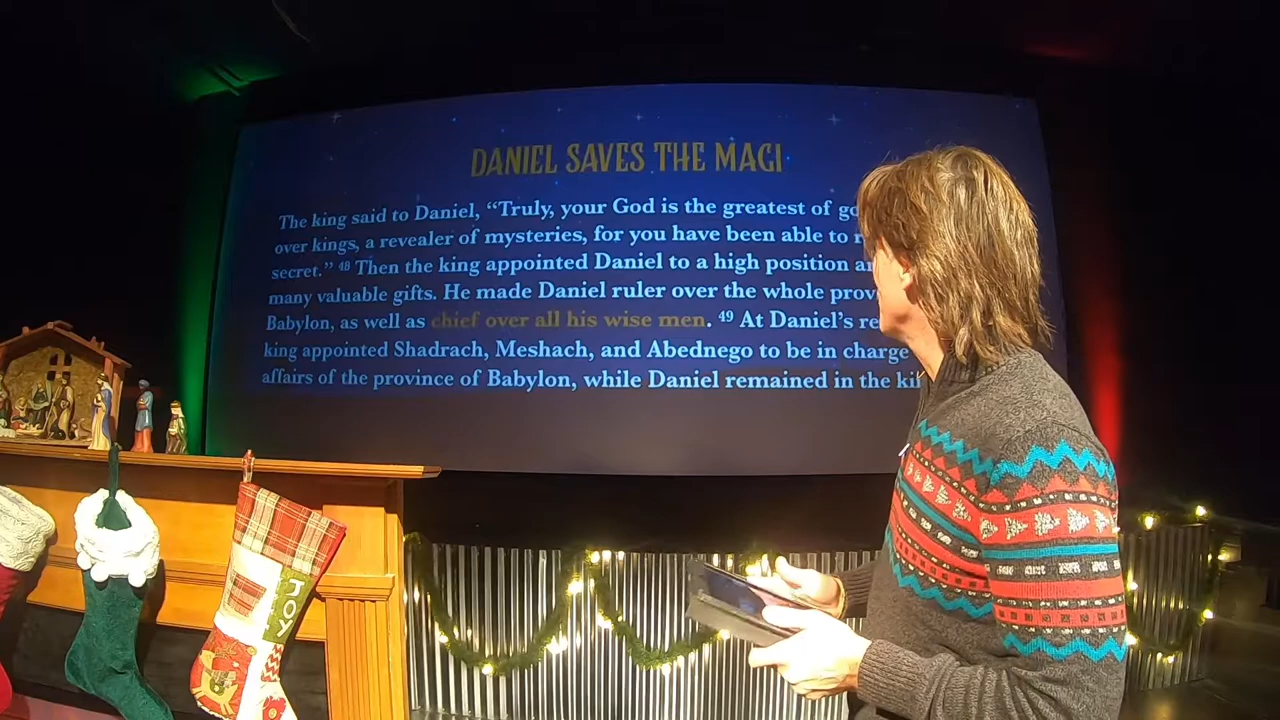 DANIEL SAVES THE MAGI
The king said to Daniel, “Truly, your God is the greatest of
over kings, a revealer of mysteries, for you have been able to
secret.” 48 Then the king appointed Daniel to a high position
many valuable gifts. He made Daniel ruler over the whole
Babylon, as well as chief over all his wise men. 49 At Daniel’s
king appointed Shadrach, Meshach, and Abednego to be in charge
affairs of the province of Babylon, while Daniel remained in the
JOY